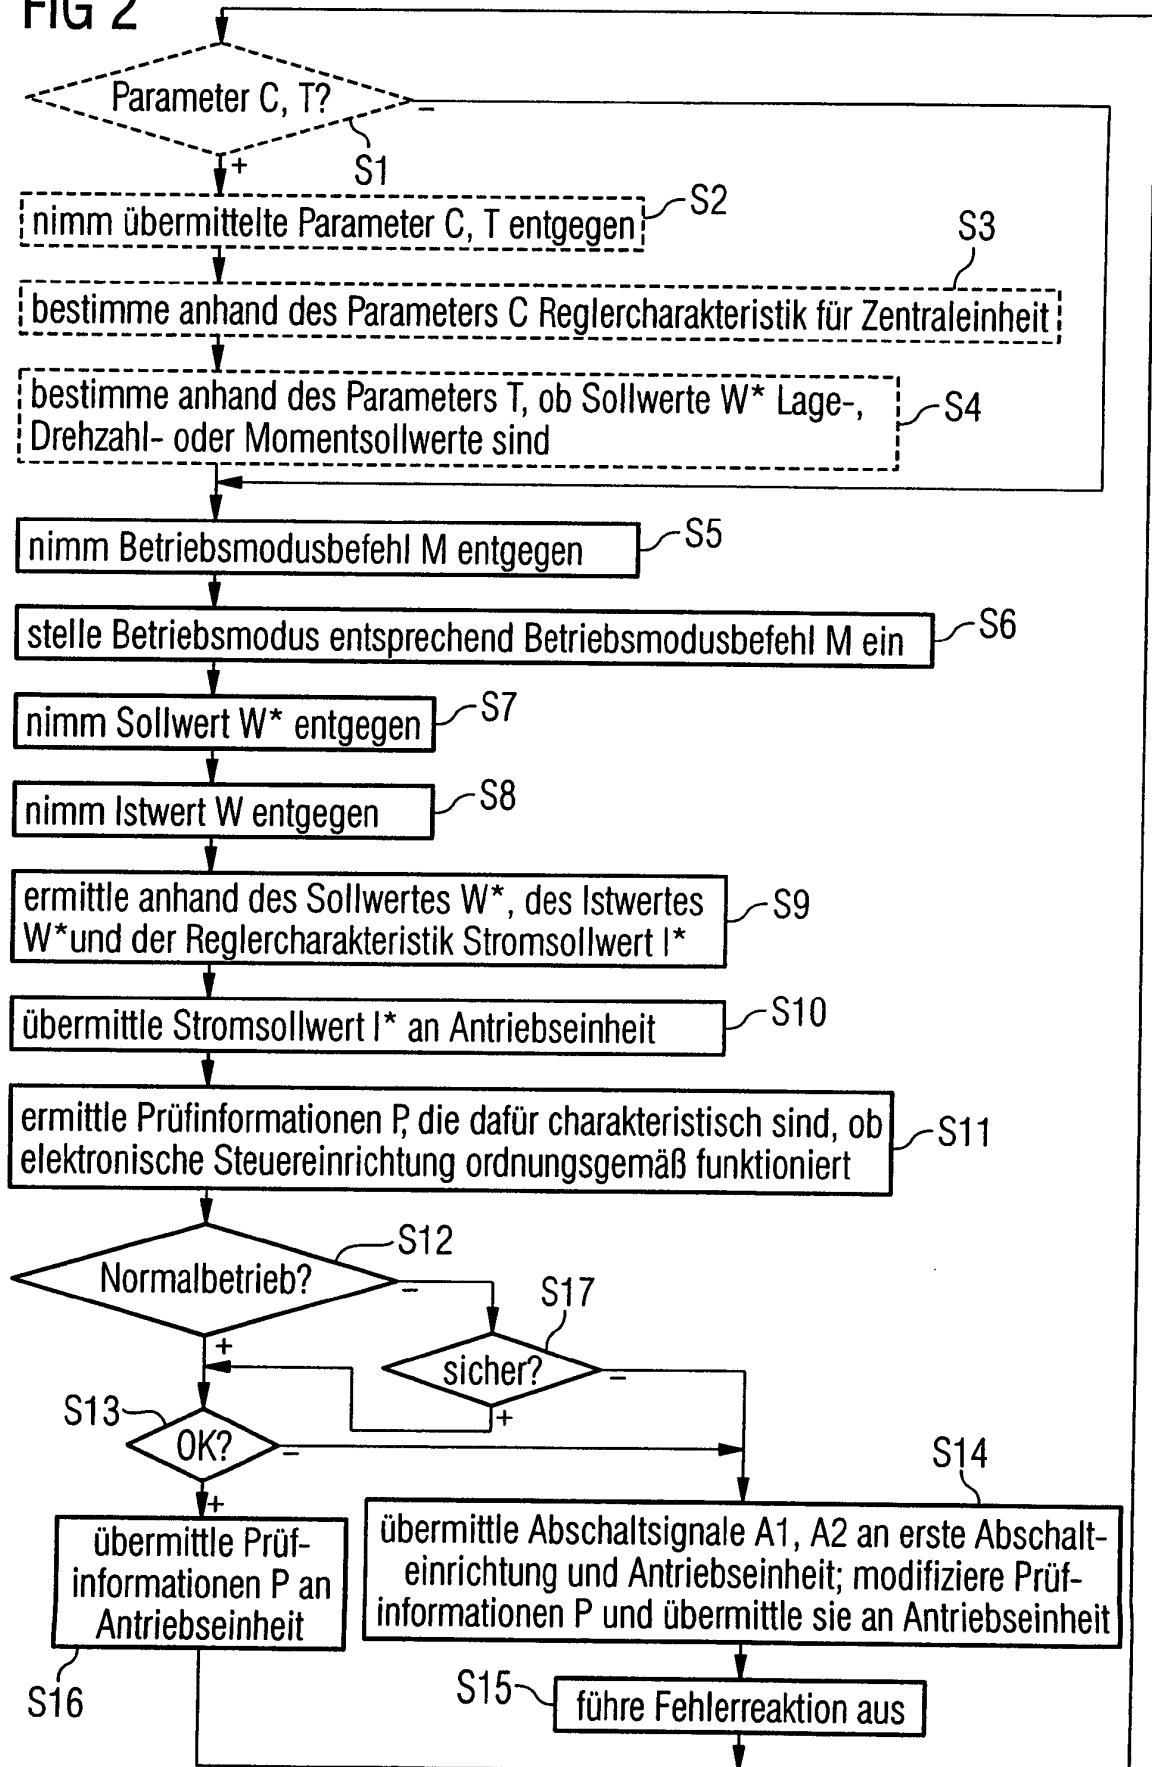 FIG 2
Parameter C, T?
–
+
S1
S2
nimm übermittelte Parameter C, T entgegen
S3
bestimme anhand des Parameters C Reglercharakteristik für Zentraleinheit
bestimme anhand des Parameters T, ob Sollwerte W* Lage-,
Drehzahl- oder Momentsollwerte sind
S4
nimm Betriebsmodusbefehl M entgegen
S5
stelle Betriebsmodus entsprechend Betriebsmodusbefehl M ein
S6
nimm Sollwert W* entgegen
S7
nimm Istwert W entgegen
S8
ermittle anhand des Sollwertes W*, des Istwertes
W*und der Reglercharakteristik Stromsollwert I*
S9
übermittle Stromsollwert I* an Antriebseinheit
S10
ermittle Prüfinformationen P, die dafür charakteristisch sind, ob
elektronische Steuereinrichtung ordnungsgemäß funktioniert
S11
S12
Normalbetrieb?
–
+
S17
sicher?
–
+
S13
OK?
–
+
S14
übermittle Prüf-
informationen P an
Antriebseinheit
S16
übermittle Abschaltsignale A1, A2 an erste Abschalt-
einrichtung und Antriebseinheit; modifiziere Prüf-
informationen P und übermittle sie an Antriebseinheit
S15
führe Fehlerreaktion aus